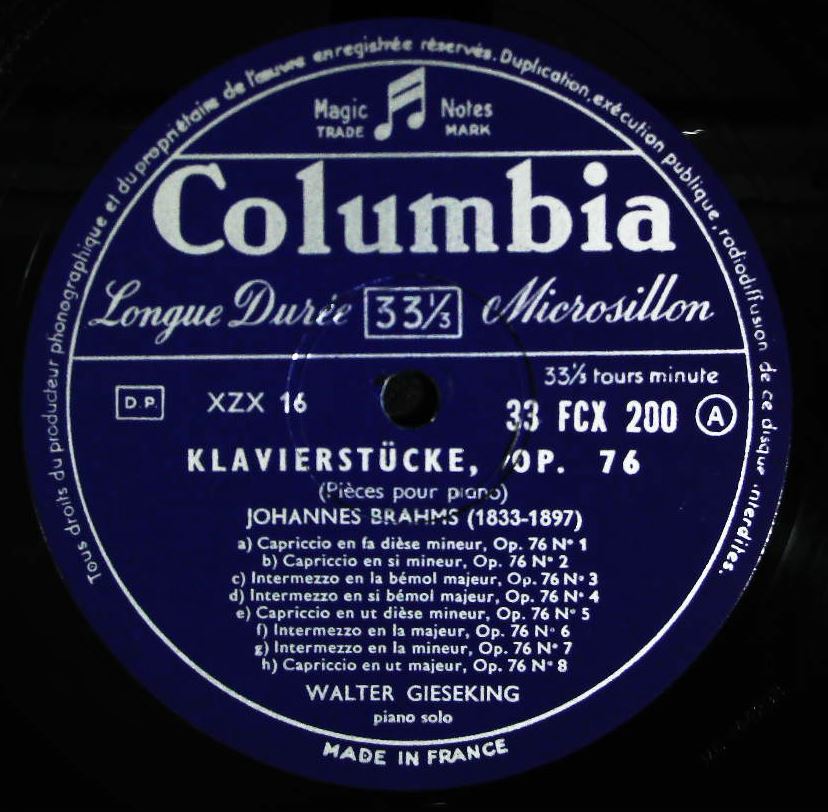 Tous droits du producteur phonographique et du propriétaire de l'œuvre enregistrée réservés. Duplication, exécution publique, radiodiffusion de ce disque interdites.
Magic Notes
TRADE MARK
Columbia
Longue Durée 33⅓ Microsillon
33⅓ tours minute
D.P. XZX 16 33 FCX 200 A
KLAVIERSTÜCKE, OP. 76
(Pièces pour piano)
JOHANNES BRAHMS (1833-1897)
a) Capriccio en fa dièse mineur, Op. 76 N° 1
b) Capriccio en si mineur, Op. 76 N° 2
c) Intermezzo en la bémol majeur, Op. 76 N° 3
d) Intermezzo en si bémol majeur, Op. 76 N° 4
e) Capriccio en ut dièse mineur, Op. 76 N° 5
f) Intermezzo en la majeur, Op. 76 N° 6
g) Intermezzo en la mineur, Op. 76 N° 7
h) Capriccio en ut majeur, Op. 76 N° 8
WALTER GIESEKING
piano solo
MADE IN FRANCE